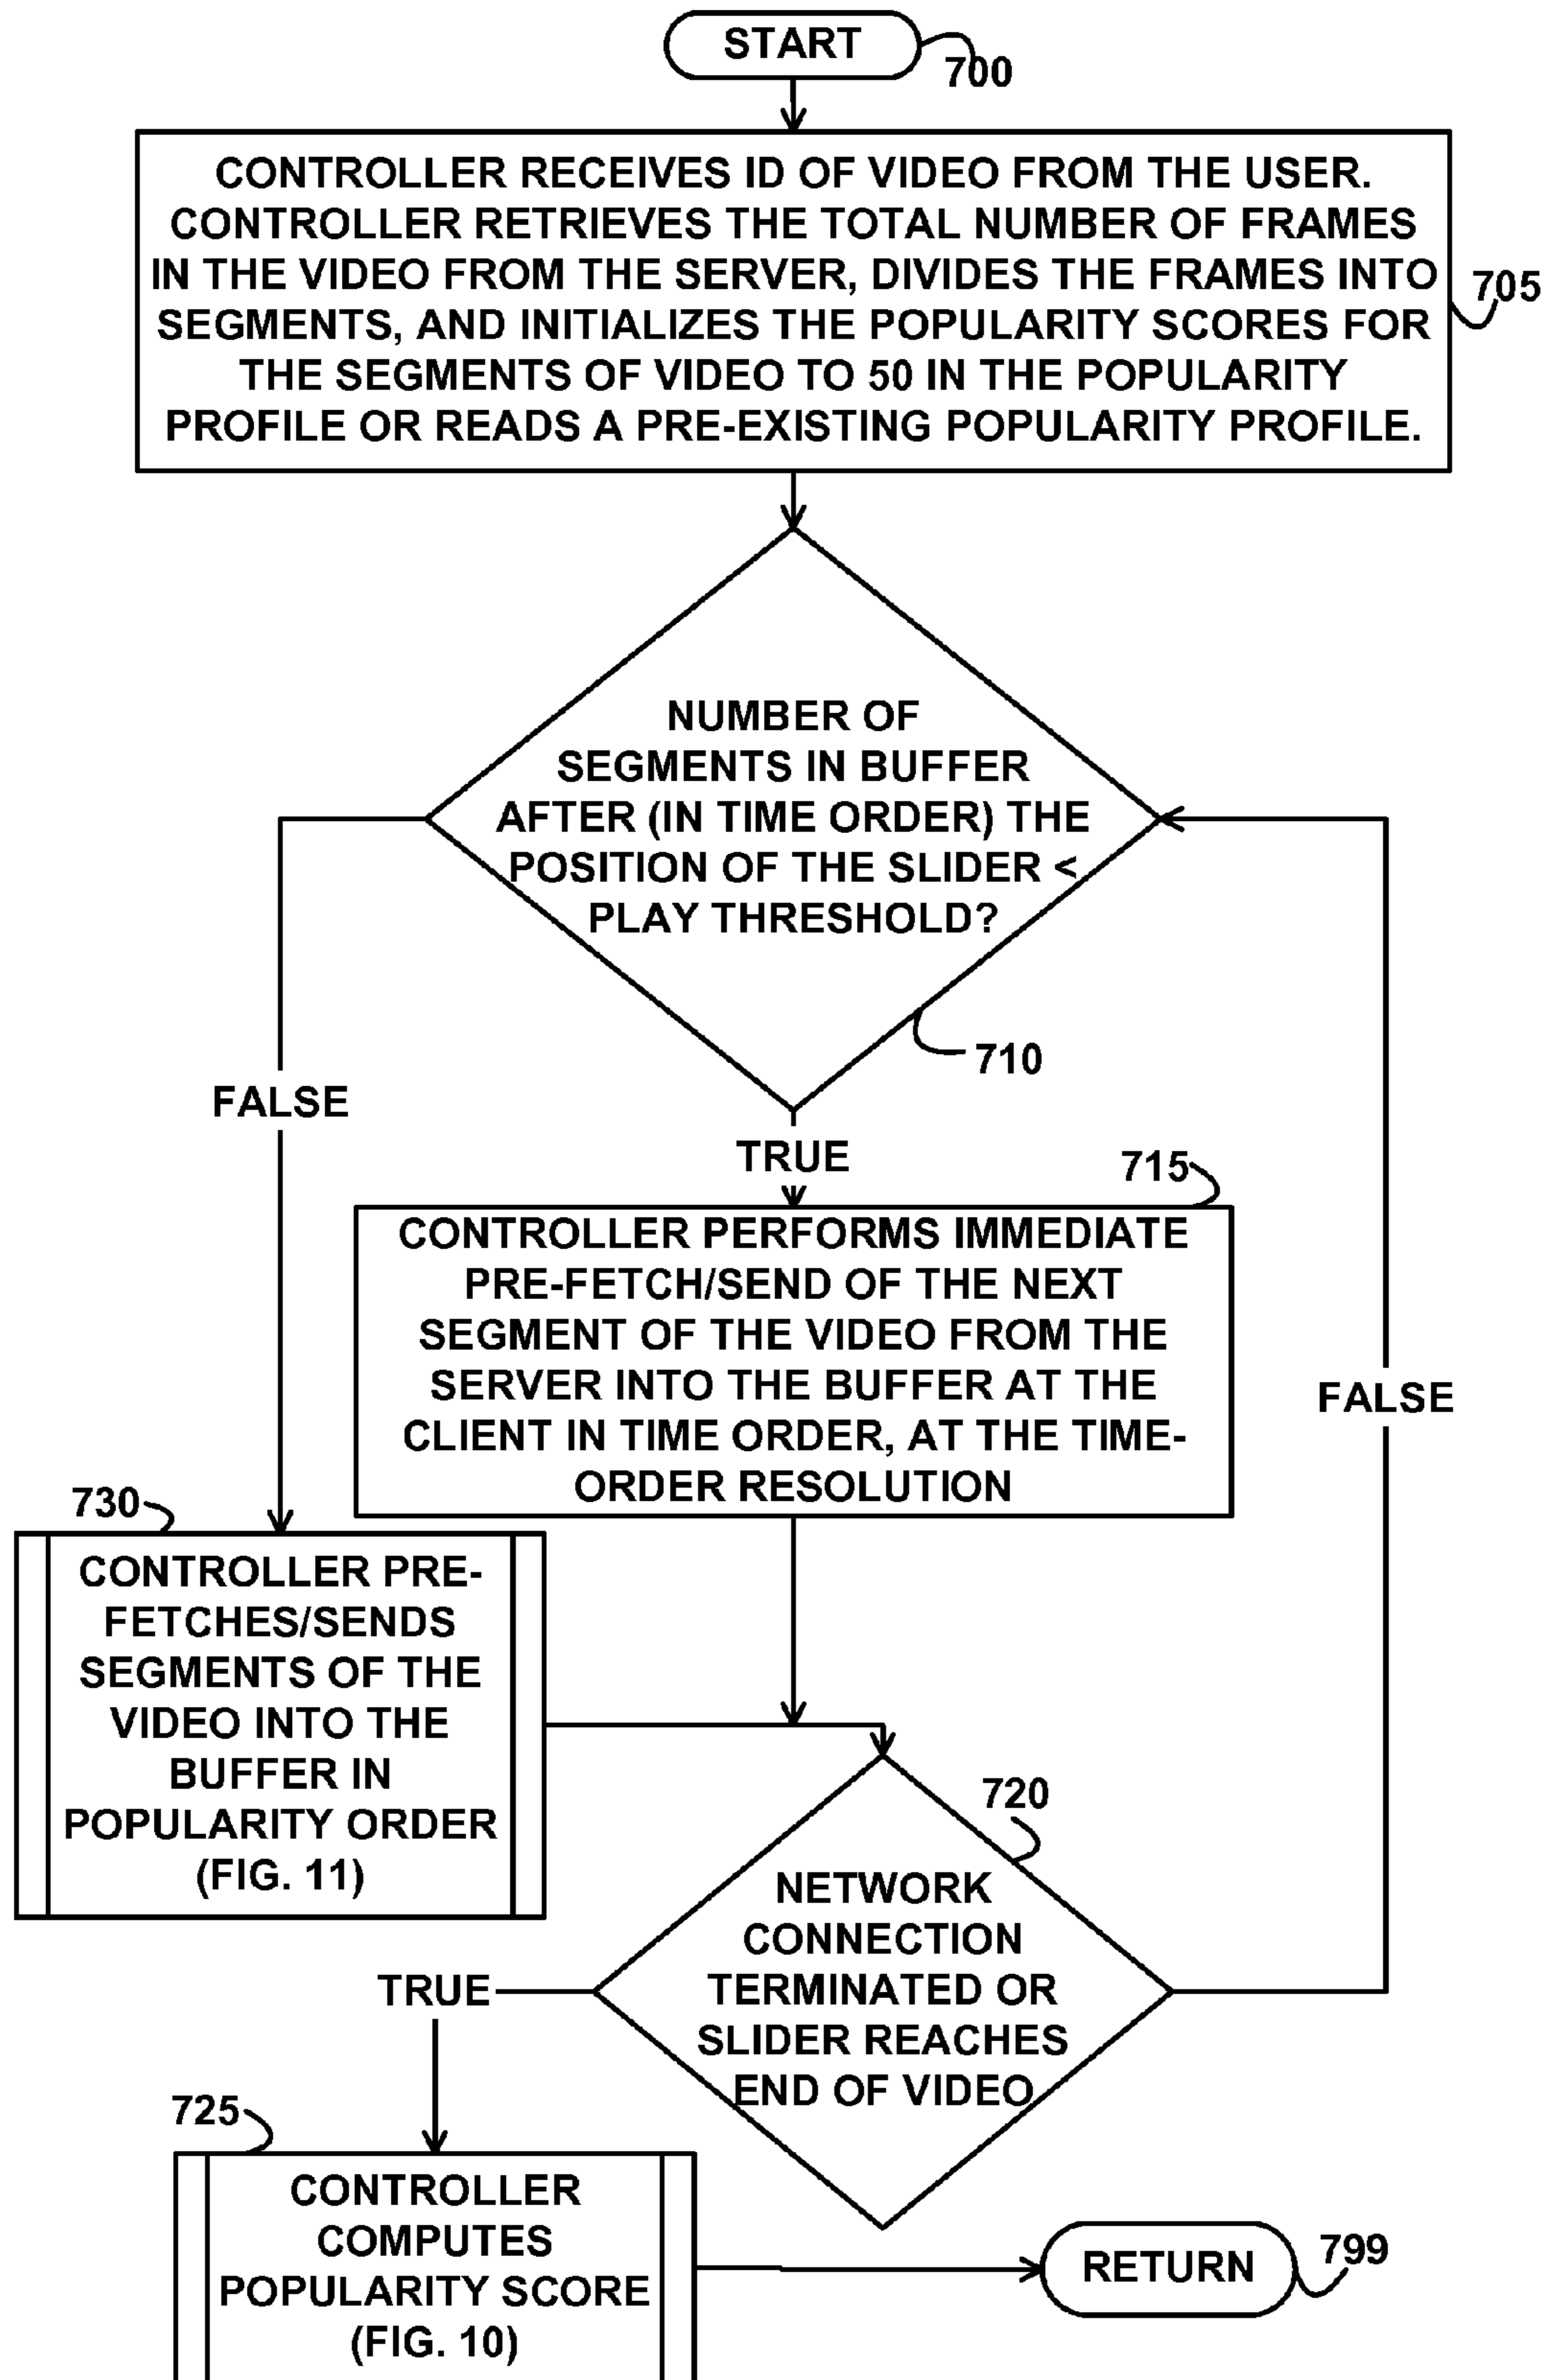 START
700
CONTROLLER RECEIVES ID OF VIDEO FROM THE USER.
CONTROLLER RETRIEVES THE TOTAL NUMBER OF FRAMES
IN THE VIDEO FROM THE SERVER, DIVIDES THE FRAMES INTO
SEGMENTS, AND INITIALIZES THE POPULARITY SCORES FOR
THE SEGMENTS OF VIDEO TO 50 IN THE POPULARITY
PROFILE OR READS A PRE-EXISTING POPULARITY PROFILE.
705
NUMBER OF
SEGMENTS IN BUFFER
AFTER (IN TIME ORDER) THE
POSITION OF THE SLIDER <
PLAY THRESHOLD?
710
FALSE
TRUE
715
CONTROLLER PERFORMS IMMEDIATE
PRE-FETCH/SEND OF THE NEXT
SEGMENT OF THE VIDEO FROM THE
SERVER INTO THE BUFFER AT THE
CLIENT IN TIME ORDER, AT THE TIME-
ORDER RESOLUTION
FALSE
730
CONTROLLER PRE-
FETCHES/SENDS
SEGMENTS OF THE
VIDEO INTO THE
BUFFER IN
POPULARITY ORDER
(FIG. 11)
720
NETWORK
CONNECTION
TERMINATED OR
SLIDER REACHES
END OF VIDEO
TRUE
725
CONTROLLER
COMPUTES
POPULARITY SCORE
(FIG. 10)
RETURN
799